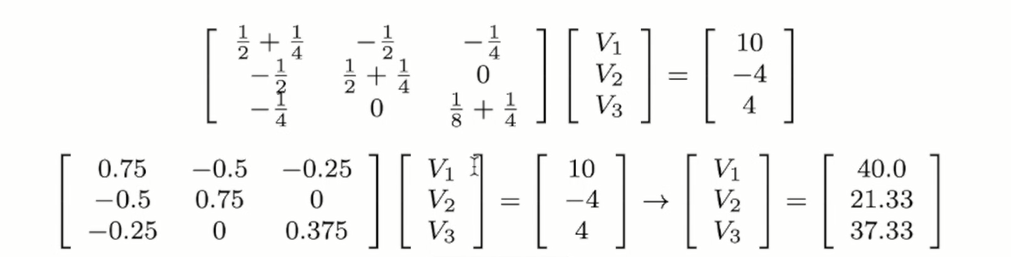 [ 1/2 + 1/4  −1/2  −1/4 ] [ V₁ ] = [ 10 ]
[ −1/2  1/2 + 1/4  0 ] [ V₂ ] = [ −4 ]
[ −1/4  0  1/8 + 1/4 ] [ V₃ ] = [ 4 ]
[ 0.75  −0.5  −0.25 ] [ V₁ ] = [ 10 ] → [ V₁ ] = [ 40.0 ]
[ −0.5  0.75  0 ] [ V₂ ] = [ −4 ] → [ V₂ ] = [ 21.33 ]
[ −0.25  0  0.375 ] [ V₃ ] = [ 4 ] → [ V₃ ] = [ 37.33 ]